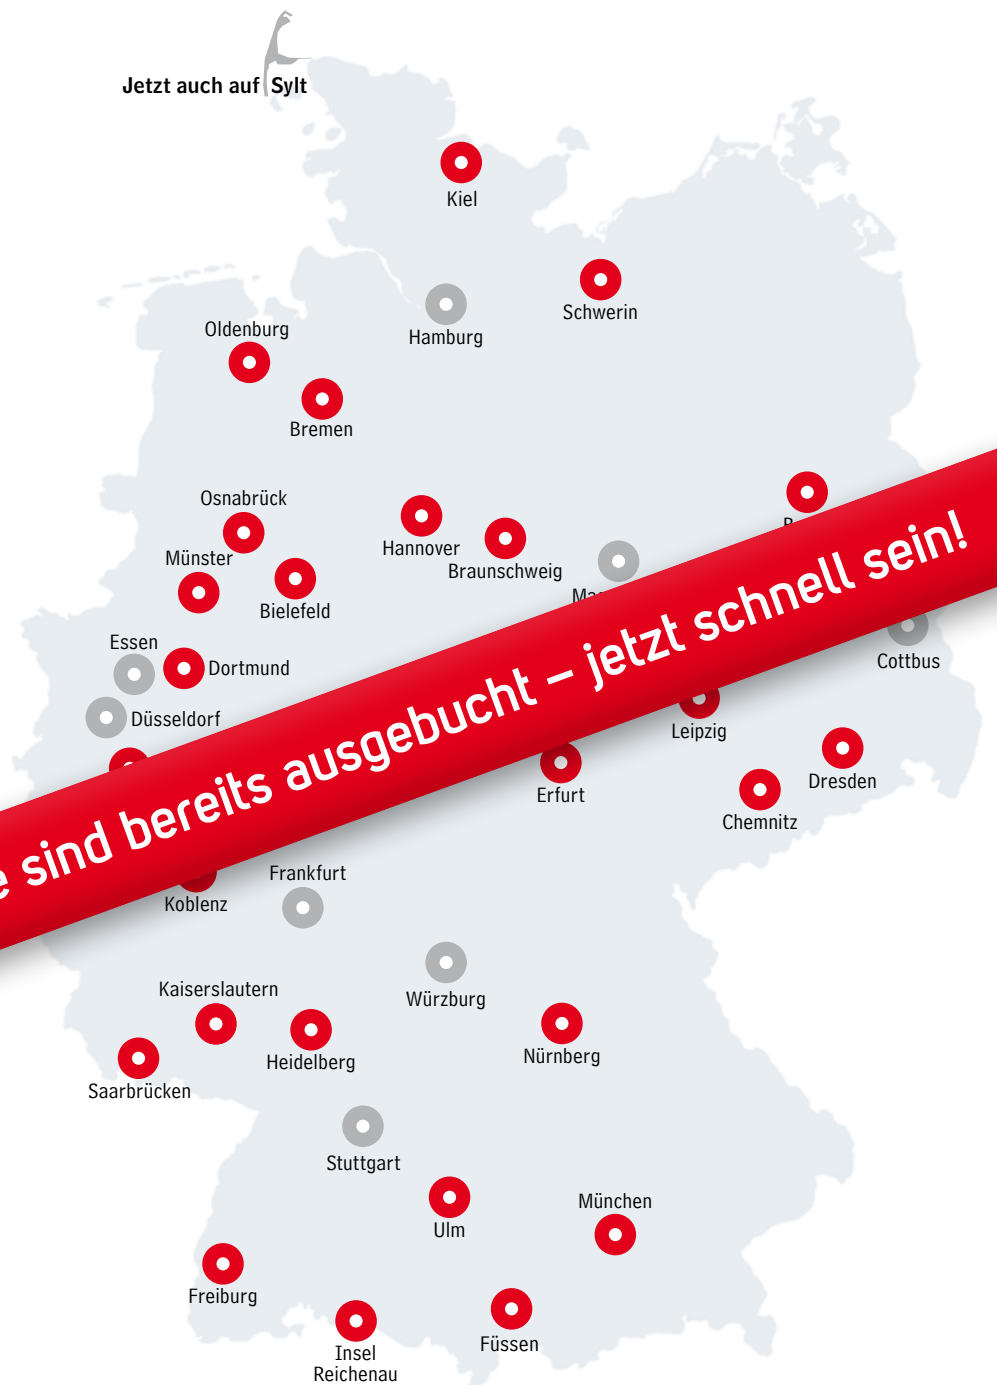 Jetzt auch auf Sylt
Kiel
Schwerin
Hamburg
Oldenburg
Bremen
Osnabrück
Hannover
Braunschweig
Münster
Bielefeld
Essen
Dortmund
Düsseldorf
sind bereits ausgebucht – jetzt schnell sein!
Cottbus
Leipzig
Dresden
Erfurt
Chemnitz
Frankfurt
Koblenz
Würzburg
Kaiserslautern
Heidelberg
Nürnberg
Saarbrücken
Stuttgart
München
Ulm
Freiburg
Füssen
Insel
Reichenau